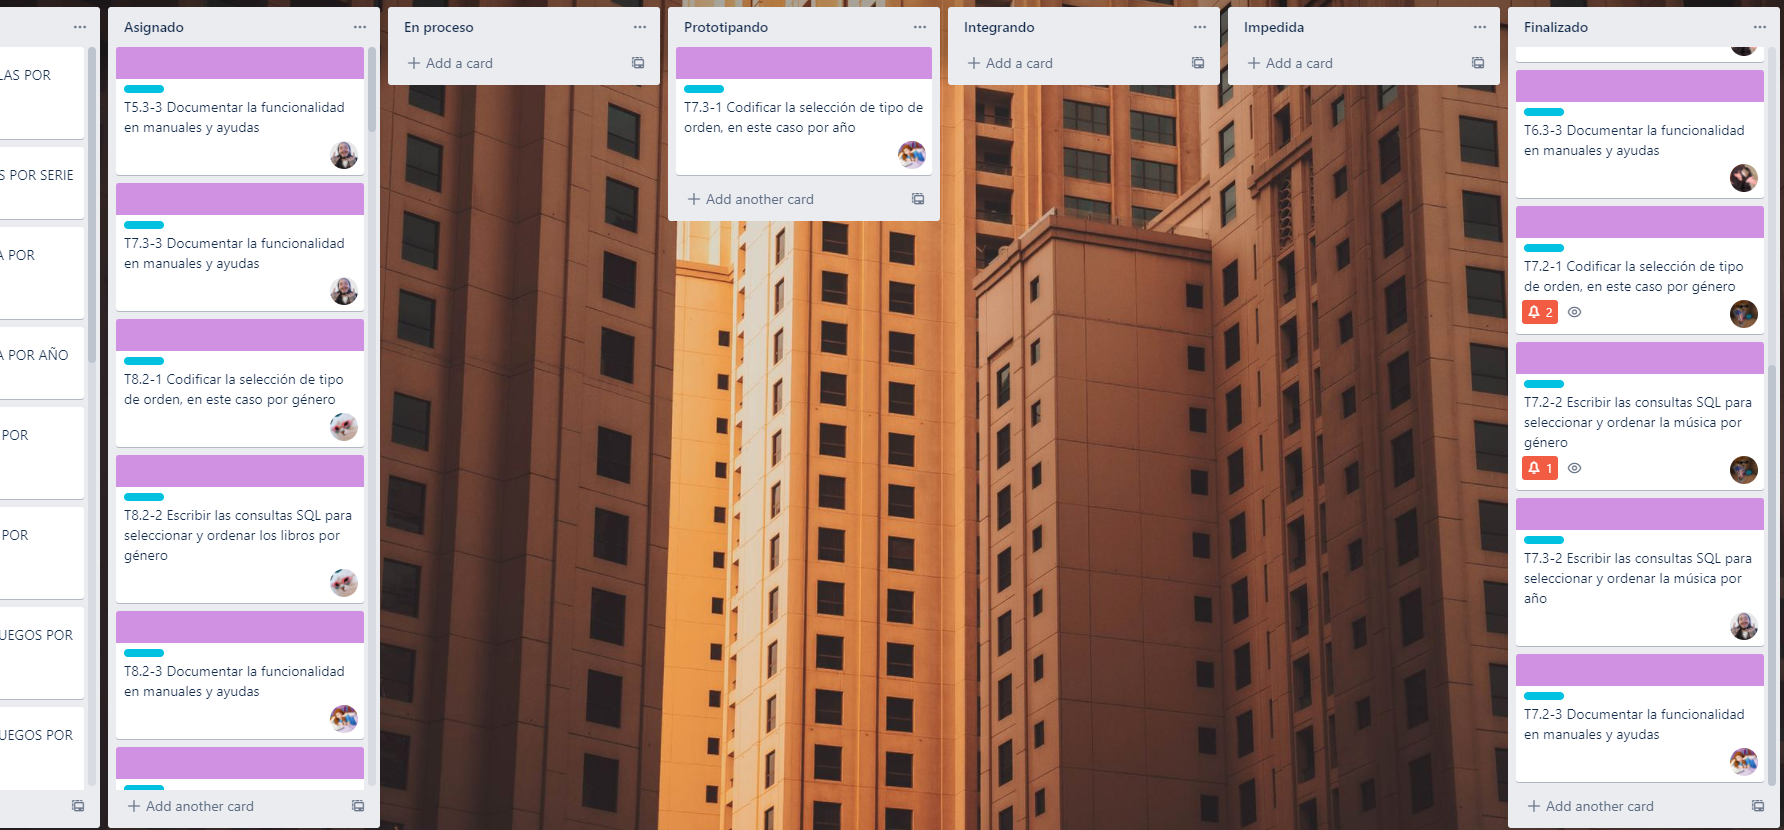 LAS POR
S POR SERIE
A POR
A POR AÑO
POR
POR
UEGOS POR
UEGOS POR
Asignado
T5.3-3 Documentar la funcionalidad
en manuales y ayudas
T7.3-3 Documentar la funcionalidad
en manuales y ayudas
T8.2-1 Codificar la selección de tipo
de orden, en este caso por género
T8.2-2 Escribir las consultas SQL para
seleccionar y ordenar los libros por
género
T8.2-3 Documentar la funcionalidad
en manuales y ayudas
+ Add another card
En proceso
+ Add a card
Prototipando
T7.3-1 Codificar la selección de tipo de
orden, en este caso por año
+ Add another card
Integrando
+ Add a card
Impedida
+ Add a card
Finalizado
T6.3-3 Documentar la funcionalidad
en manuales y ayudas
T7.2-1 Codificar la selección de tipo
de orden, en este caso por género
2
T7.2-2 Escribir las consultas SQL para
seleccionar y ordenar la música por
género
1
T7.3-2 Escribir las consultas SQL para
seleccionar y ordenar la música por
año
T7.2-3 Documentar la funcionalidad
en manuales y ayudas
+ Add another card